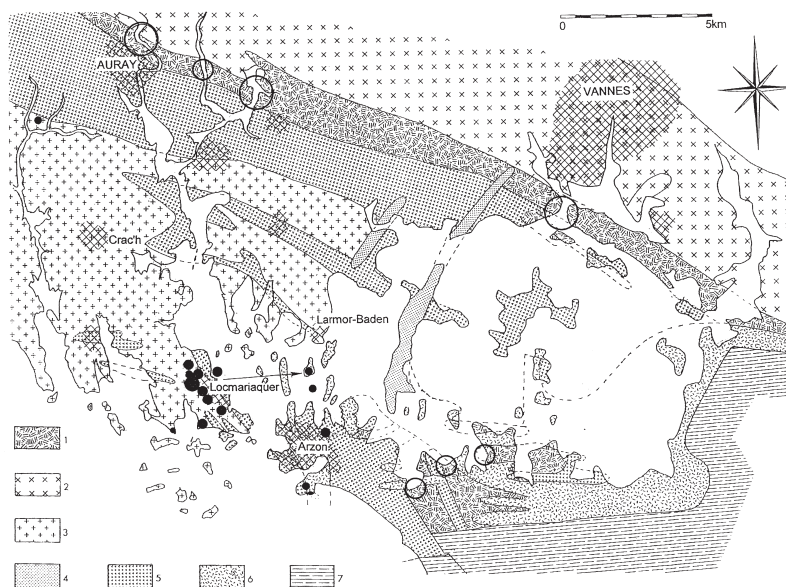 0 5km
AURAY
VANNES
Crac'h
Larmor-Baden
Locmariaquer
Arzon
1
2
3
4 5 6 7